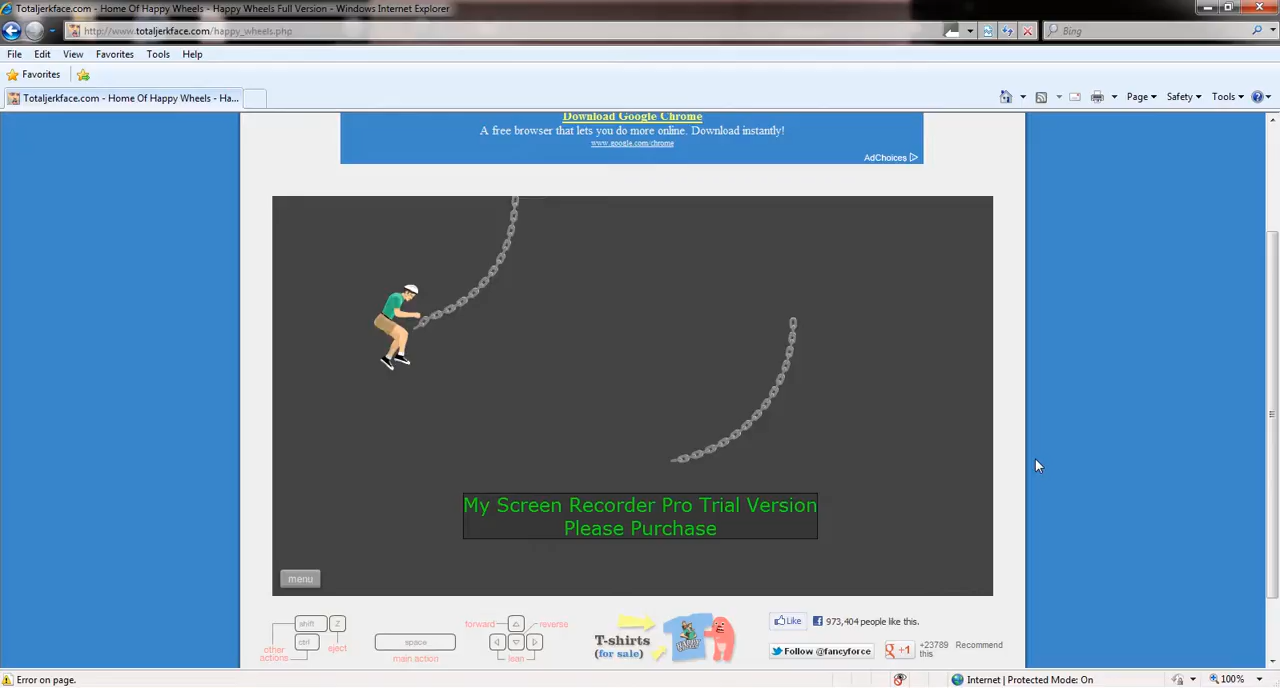 Totaljerkface.com - Home Of Happy Wheels - Happy Wheels Full Version - Windows Internet Explorer
http://www.totaljerkface.com/happy_wheels.php
Bing
File Edit View Favorites Tools Help
Favorites
Totaljerkface.com - Home Of Happy Wheels - Ha...
Page Safety Tools
Download Google Chrome
A free browser that lets you do more online. Download instantly!
www.google.com/chrome
AdChoices
My Screen Recorder Pro Trial Version
Please Purchase
menu
shift Z
ctrl
other
actions
eject
space
main action
forward reverse
lean
T-shirts
(for sale)
Like 973,404 people like this.
Follow @fancyforce
+1 +23789 Recommend
this
Error on page.
Internet | Protected Mode: On
100%